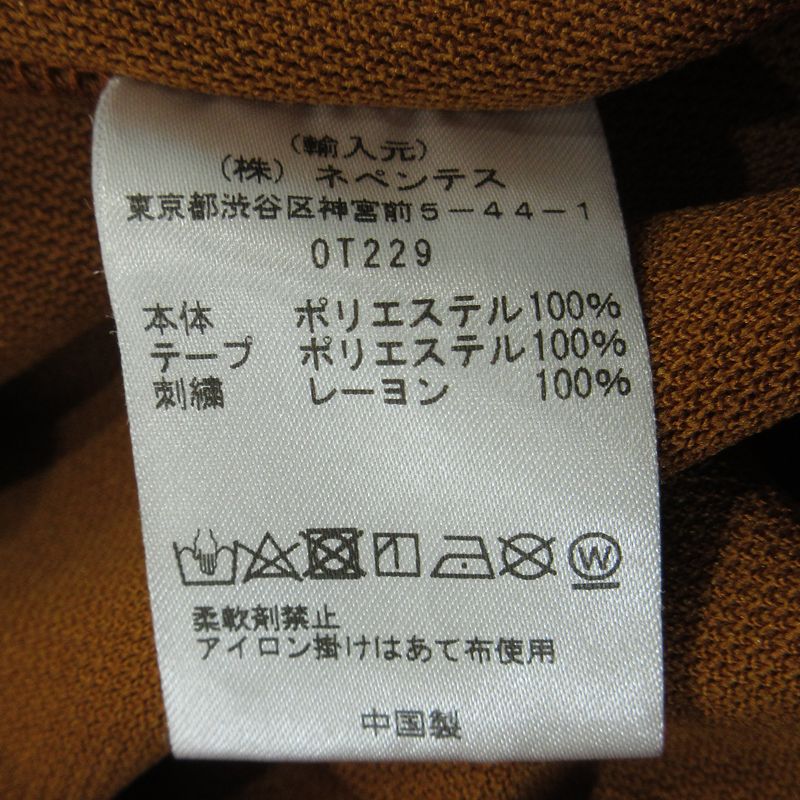 (輸入元)
(株) ネペンテス
東京都渋谷区神宮前5-44-1
OT229
本体 ポリエステル100%
テープ ポリエステル100%
刺繍 レーヨン 100%
W
柔軟剤禁止
アイロン掛けはあて布使用
中国製